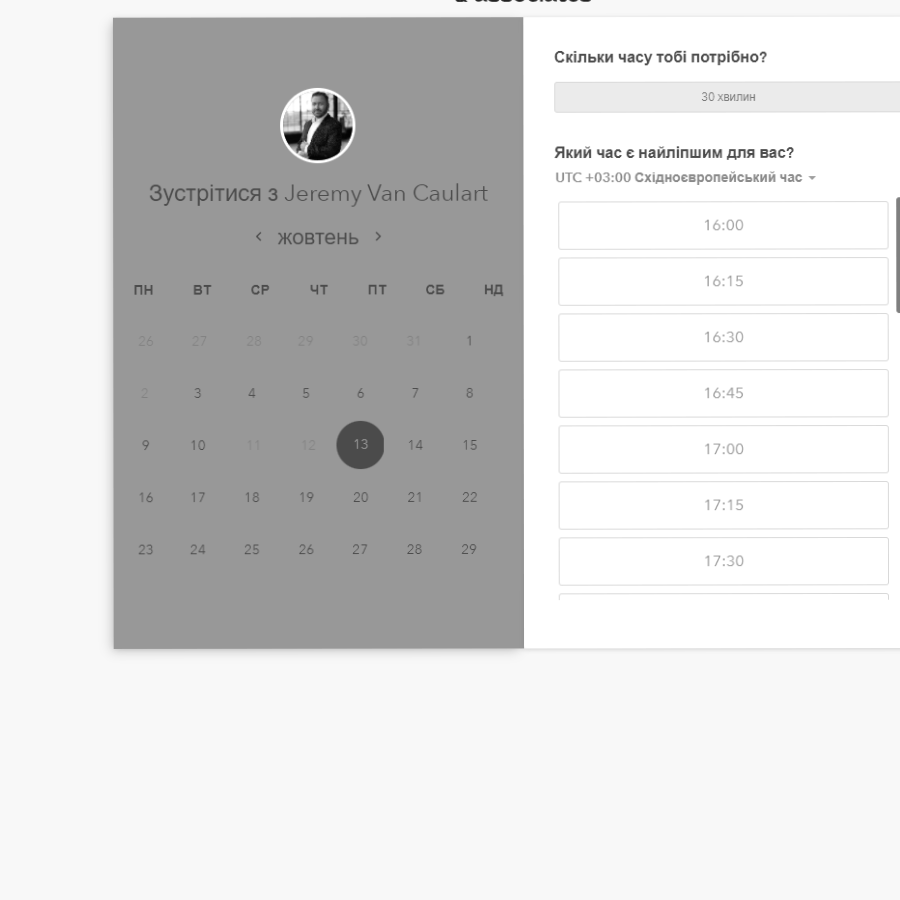 & associates
Зустрітися з Jeremy Van Caulart
‹ жовтень ›
ПН ВТ СР ЧТ ПТ СБ НД
26 27 28 29 30 31 1
2 3 4 5 6 7 8
9 10 11 12 13 14 15
16 17 18 19 20 21 22
23 24 25 26 27 28 29
Скільки часу тобі потрібно?
30 хвилин
Який час є найліпшим для вас?
UTC +03:00 Східноєвропейський час
16:00
16:15
16:30
16:45
17:00
17:15
17:30